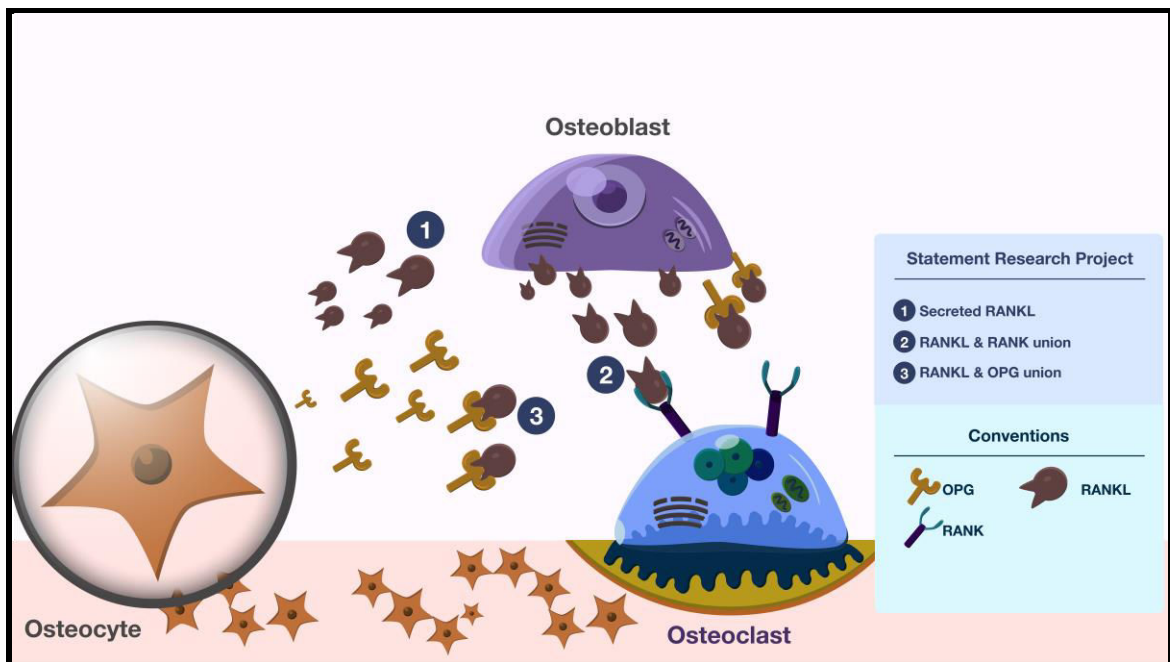 Osteoblast
1
2
3
Osteocyte
Osteoclast
Statement Research Project
1 Secreted RANKL
2 RANKL & RANK union
3 RANKL & OPG union
Conventions
OPG
RANKL
RANK